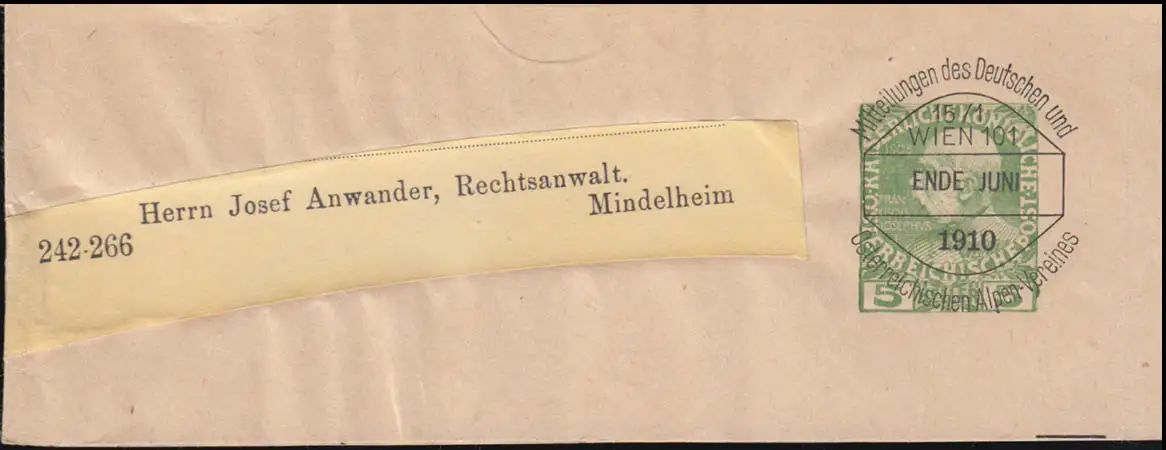 Herrn Josef Anwander, Rechtsanwalt.
Mindelheim
242-266
Mitteilungen des Deutschen und
Österreichischen Alpen-Vereines
15/1
WIEN 101
ENDE JUNI
1910
5